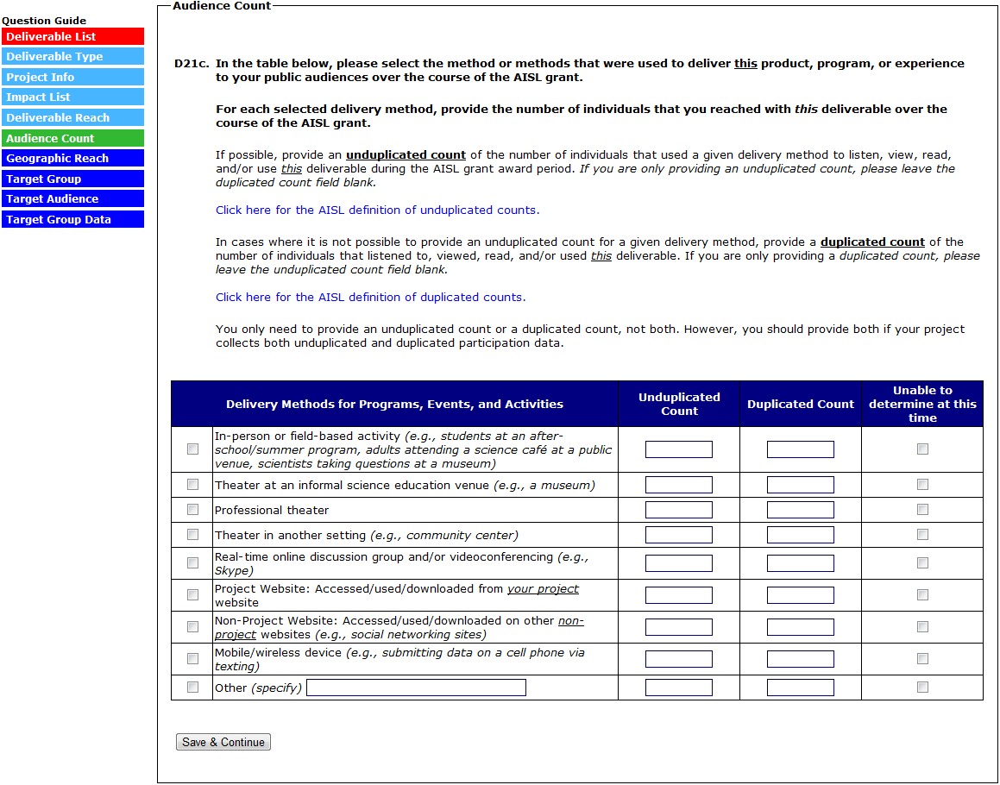 Question Guide
Deliverable List
Deliverable Type
Project Info
Impact List
Deliverable Reach
Audience Count
Geographic Reach
Target Group
Target Audience
Target Group Data
Audience Count
D21c. In the table below, please select the method or methods that were used to deliver this product, program, or experience
to your public audiences over the course of the AISL grant.
For each selected delivery method, provide the number of individuals that you reached with this deliverable over the
course of the AISL grant.
If possible, provide an unduplicated count of the number of individuals that used a given delivery method to listen, view, read,
and/or use this deliverable during the AISL grant award period. If you are only providing an unduplicated count, please leave the
duplicated count field blank.
Click here for the AISL definition of unduplicated counts.
In cases where it is not possible to provide an unduplicated count for a given delivery method, provide a duplicated count of the
number of individuals that listened to, viewed, read, and/or used this deliverable. If you are only providing a duplicated count, please
leave the unduplicated count field blank.
Click here for the AISL definition of duplicated counts.
You only need to provide an unduplicated count or a duplicated count, not both. However, you should provide both if your project
collects both unduplicated and duplicated participation data.
Delivery Methods for Programs, Events, and Activities
Unduplicated
Count
Duplicated Count
Unable to
determine at this
time
In-person or field-based activity (e.g., students at an after-
school/summer program, adults attending a science café at a public
venue, scientists taking questions at a museum)
Theater at an informal science education venue (e.g., a museum)
Professional theater
Theater in another setting (e.g., community center)
Real-time online discussion group and/or videoconferencing (e.g.,
Skype)
Project Website: Accessed/used/downloaded from your project
website
Non-Project Website: Accessed/used/downloaded on other non-
project websites (e.g., social networking sites)
Mobile/wireless device (e.g., submitting data on a cell phone via
texting)
Other (specify)
Save & Continue